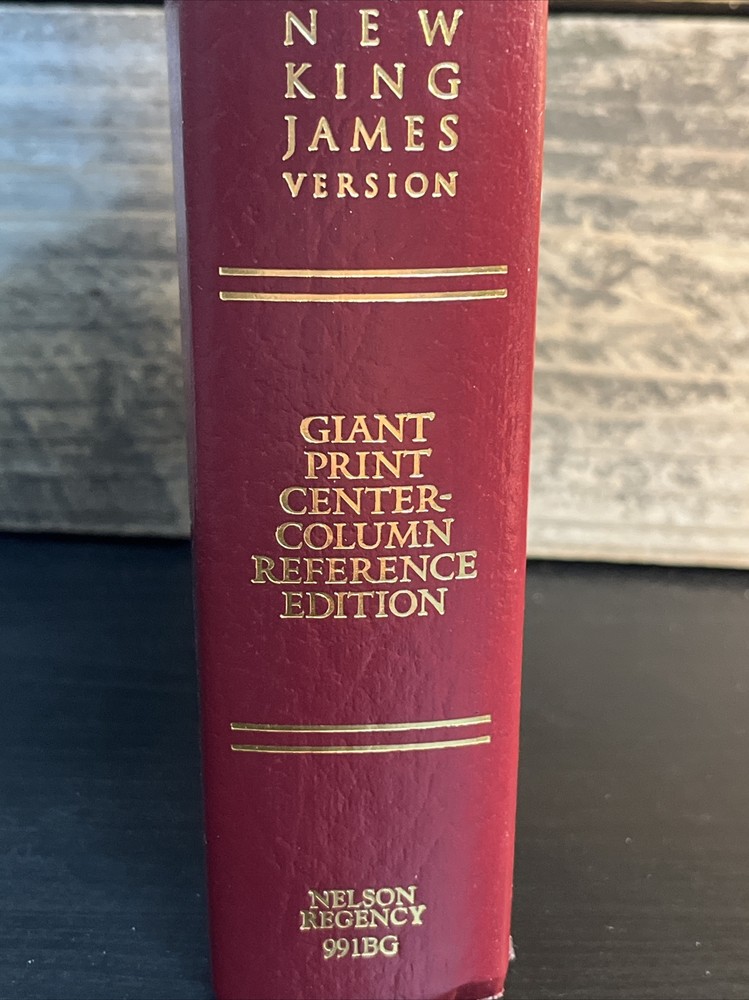 NEW
KING
JAMES
VERSION
GIANT
PRINT
CENTER-
COLUMN
REFERENCE
EDITION
NELSON
REGENCY
991BG